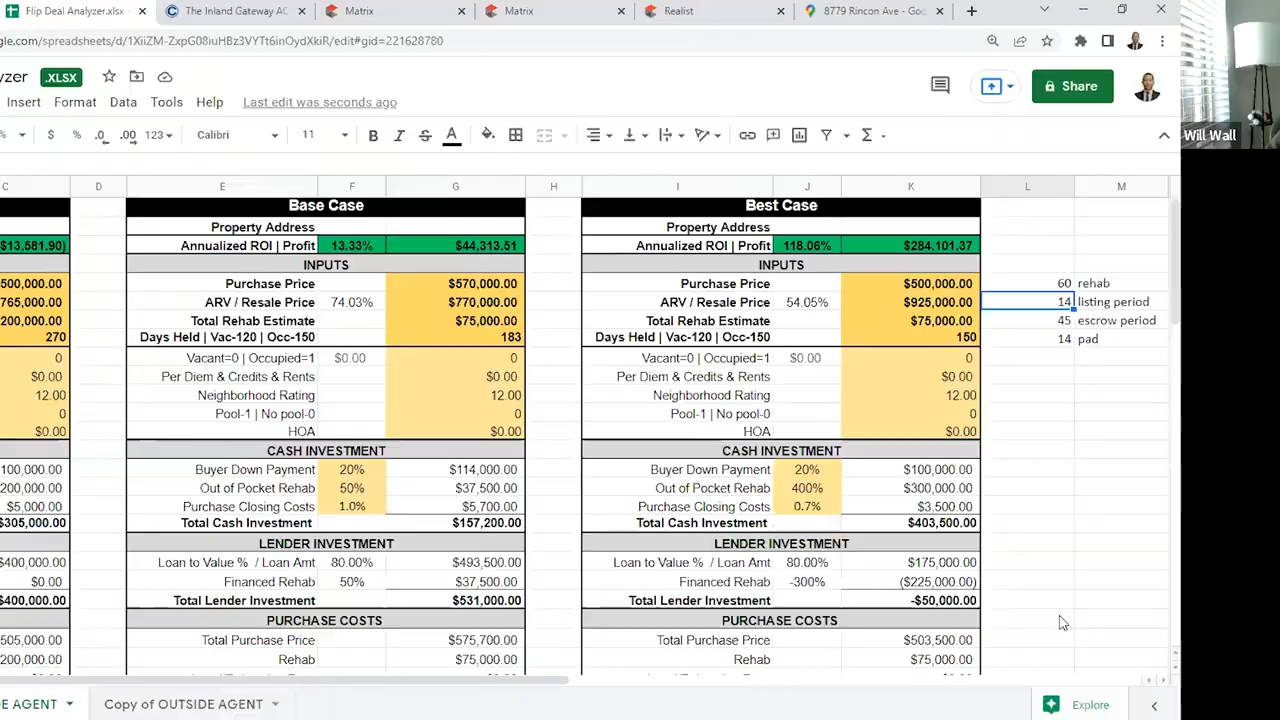 Flip Deal Analyzer.xlsx - The Inland Gateway AC Matrix Matrix Realist 8779 Rincon Ave - Goo
gle.com/spreadsheets/d/1XiiZM-ZxpG08iuHBz3VYTt6inOydXkiR/edit#gid=221628780
yzer .XLSX Share
Insert Format Data Tools Help Last edit was seconds ago
% $ % .0 .00 123 Calibri 11 B I S A Σ
Will Wall
C D E F G H I J K L M
Base Case Best Case
Property Address Property Address
$13,581.90) Annualized ROI | Profit 13.33% $44,313.51 Annualized ROI | Profit 118.06% $284,101.37
INPUTS INPUTS
500,000.00 Purchase Price $570,000.00 Purchase Price $500,000.00 60 rehab
765,000.00 ARV / Resale Price 74.03% $770,000.00 ARV / Resale Price 54.05% $925,000.00 14 listing period
200,000.00 Total Rehab Estimate $75,000.00 Total Rehab Estimate $75,000.00 45 escrow period
270 Days Held | Vac-120 | Occ-150 183 Days Held | Vac-120 | Occ-150 150 14 pad
0 Vacant=0 | Occupied=1 $0.00 0 Vacant=0 | Occupied=1 $0.00 0
$0.00 Per Diem & Credits & Rents $0.00 Per Diem & Credits & Rents $0.00
12.00 Neighborhood Rating 12.00 Neighborhood Rating 12.00
0 Pool-1 | No pool-0 0 Pool-1 | No pool-0 0
$0.00 HOA $0.00 HOA $0.00
CASH INVESTMENT CASH INVESTMENT
100,000.00 Buyer Down Payment 20% $114,000.00 Buyer Down Payment 20% $100,000.00
200,000.00 Out of Pocket Rehab 50% $37,500.00 Out of Pocket Rehab 400% $300,000.00
$5,000.00 Purchase Closing Costs 1.0% $5,700.00 Purchase Closing Costs 0.7% $3,500.00
305,000.00 Total Cash Investment $157,200.00 Total Cash Investment $403,500.00
LENDER INVESTMENT LENDER INVESTMENT
$400,000.00 Loan to Value % / Loan Amt 80.00% $493,500.00 Loan to Value % / Loan Amt 80.00% $175,000.00
$0.00 Financed Rehab 50% $37,500.00 Financed Rehab -300% ($225,000.00)
$400,000.00 Total Lender Investment $531,000.00 Total Lender Investment -$50,000.00
PURCHASE COSTS PURCHASE COSTS
505,000.00 Total Purchase Price $575,700.00 Total Purchase Price $503,500.00
200,000.00 Rehab $75,000.00 Rehab $75,000.00
DE AGENT Copy of OUTSIDE AGENT Explore